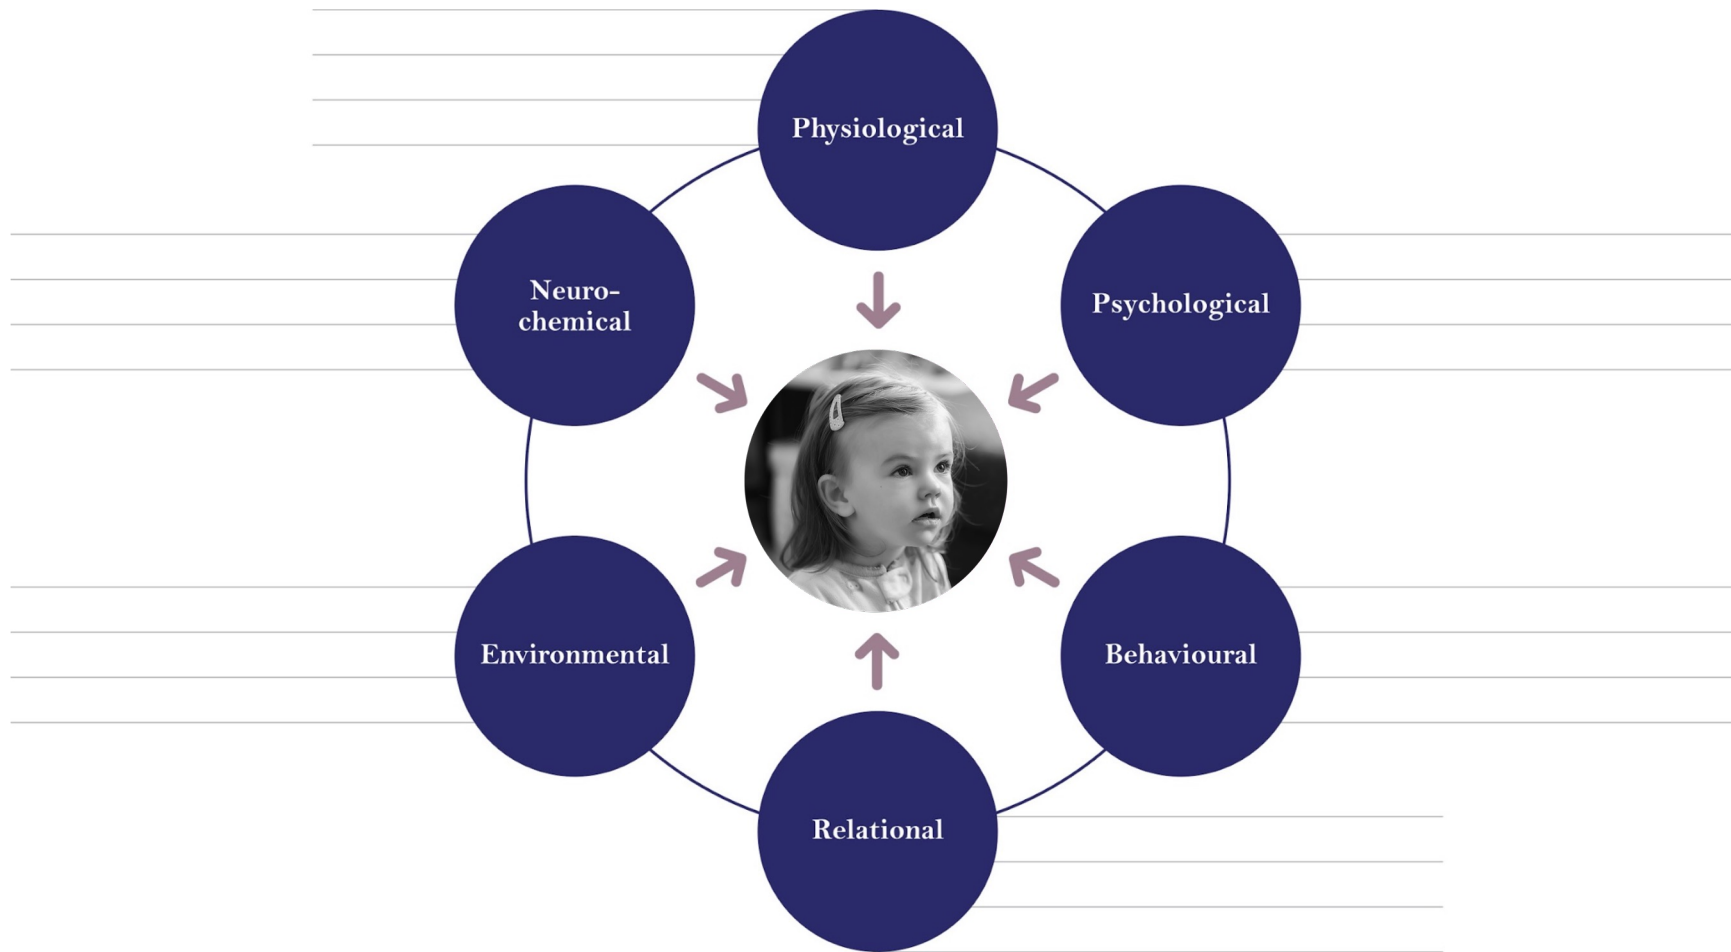 Physiological
Neuro-
chemical
Psychological
Environmental
Behavioural
Relational